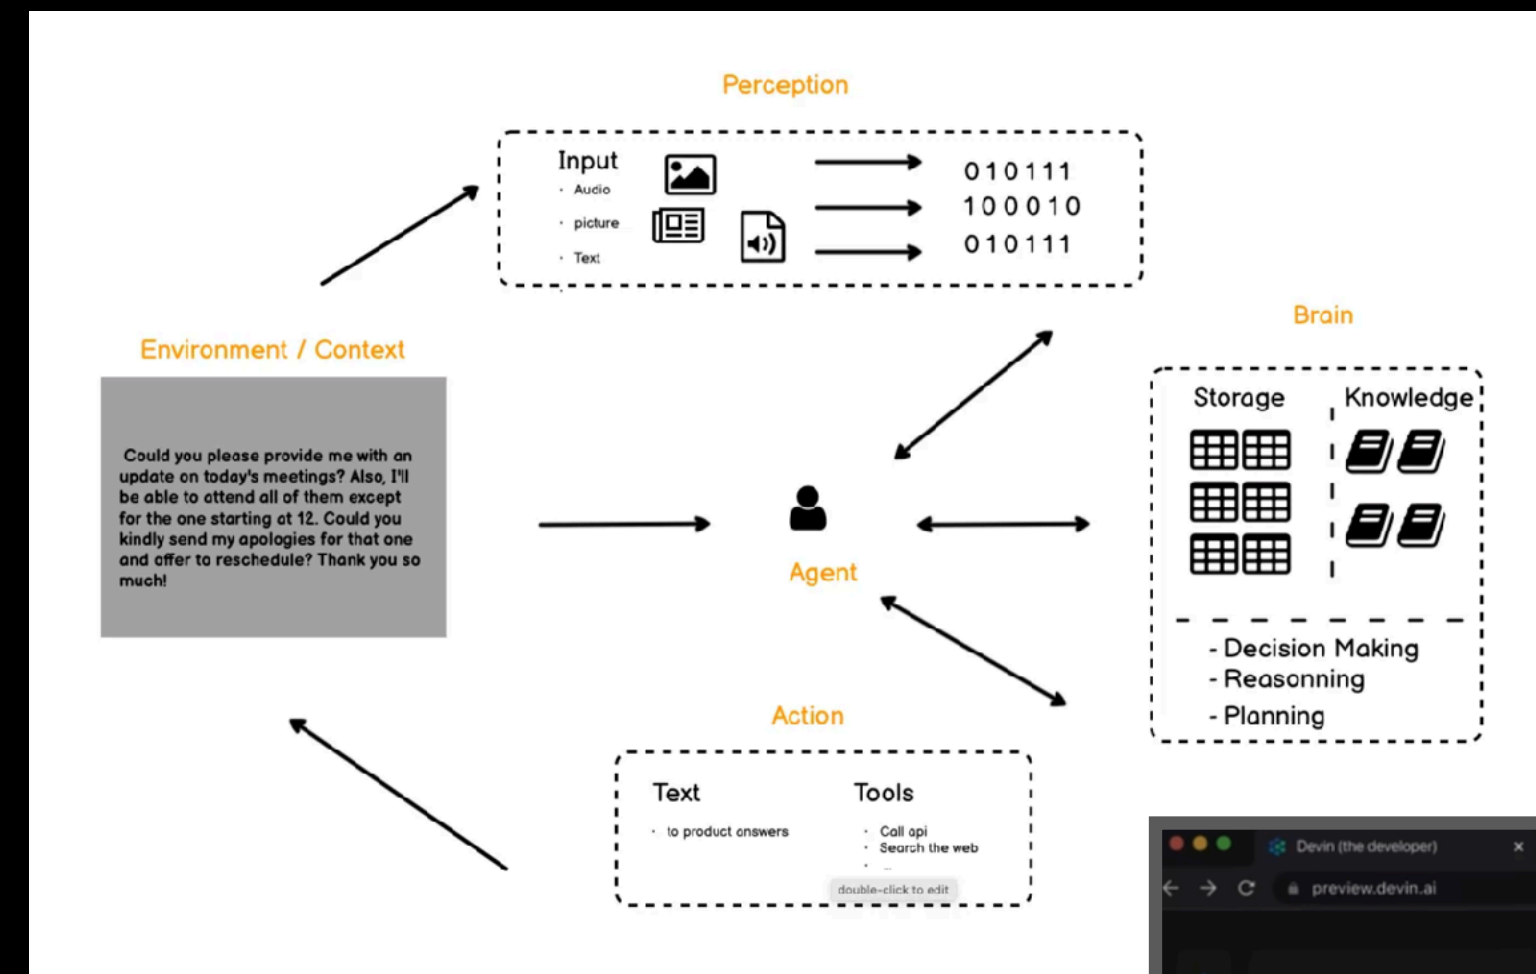 Perception
Input
· Audio
· picture
· Text
·
010111
100010
010111
Environment / Context
Could you please provide me with an
update on today's meetings? Also, I'll
be able to attend all of them except
for the one starting at 12. Could you
kindly send my apologies for that one
and offer to reschedule? Thank you so
much!
Agent
Brain
Storage
Knowledge
- Decision Making
- Reasonning
- Planning
Action
Text
· to product answers
Tools
· Call api
· Search the web
· ...
double-click to edit
Devin (the developer)
preview.devin.ai